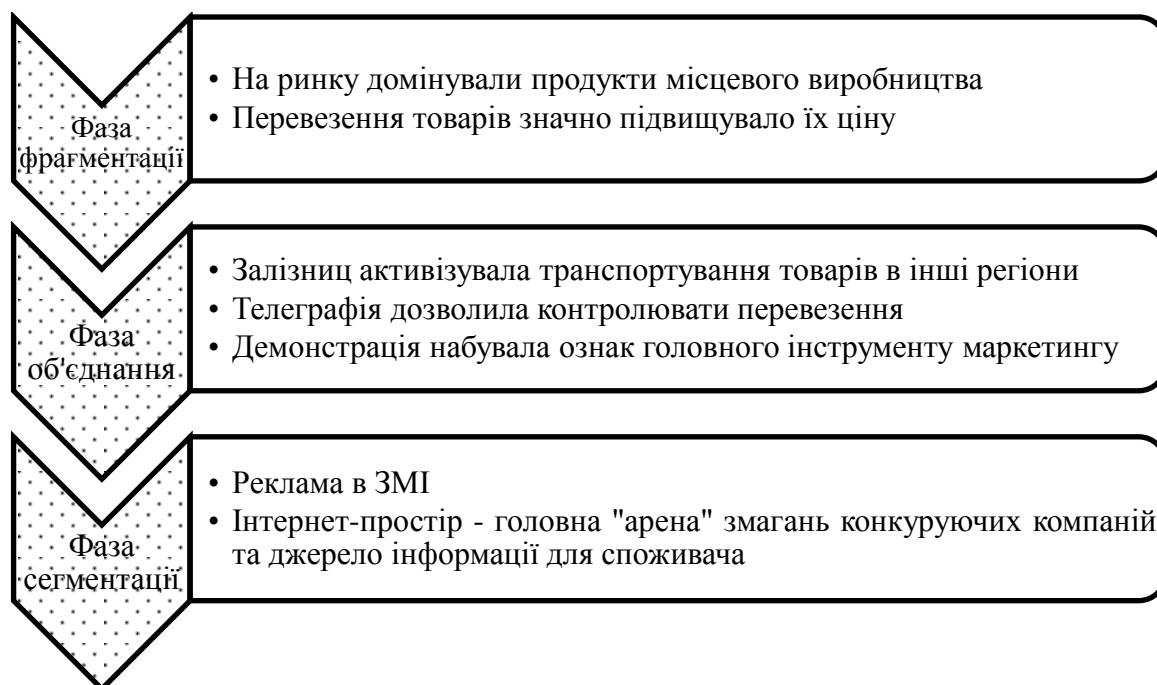 Фаза
фрагментації
• На ринку домінували продукти місцевого виробництва
• Перевезення товарів значно підвищувало їх ціну
Фаза
об'єднання
• Залізниц активізувала транспортування товарів в інші регіони
• Телеграфія дозволила контролювати перевезення
• Демонстрація набувала ознак головного інструменту маркетингу
Фаза
сегментації
• Реклама в ЗМІ
• Інтернет-простір - головна "арена" змагань конкуруючих компаній
та джерело інформації для споживача